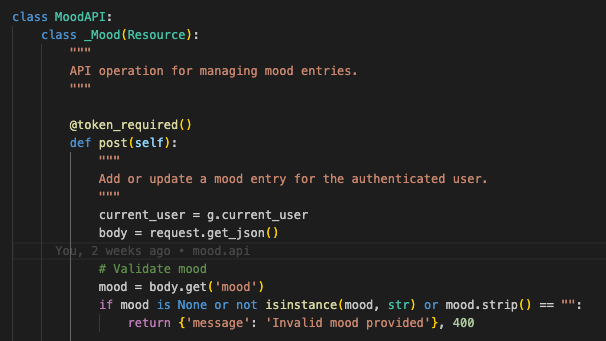 class MoodAPI:
    class _Mood(Resource):
        """
        API operation for managing mood entries.
        """

        @token_required()
        def post(self):
            """
            Add or update a mood entry for the authenticated user.
            """
            current_user = g.current_user
            body = request.get_json()
      You, 2 weeks ago • mood.api
            # Validate mood
            mood = body.get('mood')
            if mood is None or not isinstance(mood, str) or mood.strip() == "":
                return {'message': 'Invalid mood provided'}, 400